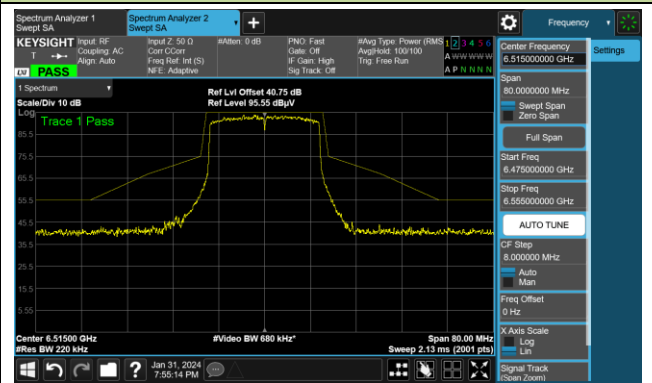 Spectrum Analyzer 1
Swept SA
Spectrum Analyzer 2
Swept SA
Frequency
KEYSIGHT
T
LXI
PASS
Input: RF
Coupling: AC
Align: Auto
Input Z: 50 Ω
Corr CCorr
Freq Ref: Int (S)
NFE: Adaptive
#Atten: 0 dB
PNO: Fast
Gate: Off
IF Gain: High
Sig Track: Off
#Avg Type: Power (RMS
Avg|Hold: 100/100
Trig: Free Run
1 2 3 4 5 6
A W W W W W
A P N N N N
Center Frequency
6.515000000 GHz
Settings
Span
80.0000000 MHz
Swept Span
Zero Span
Full Span
Start Freq
6.475000000 GHz
Stop Freq
6.555000000 GHz
AUTO TUNE
CF Step
8.000000 MHz
Auto
Man
Freq Offset
0 Hz
X Axis Scale
Log
Lin
Signal Track
(Span Zoom)
1 Spectrum
Scale/Div 10 dB
Ref Lvl Offset 40.75 dB
Ref Level 95.55 dBµV
Log
Trace 1 Pass
85.5
75.5
65.5
55.5
45.5
35.5
25.5
15.5
5.55
Center 6.51500 GHz
#Res BW 220 kHz
#Video BW 680 kHz*
Span 80.00 MHz
Sweep 2.13 ms (2001 pts)
?
Jan 31, 2024
7:55:14 PM